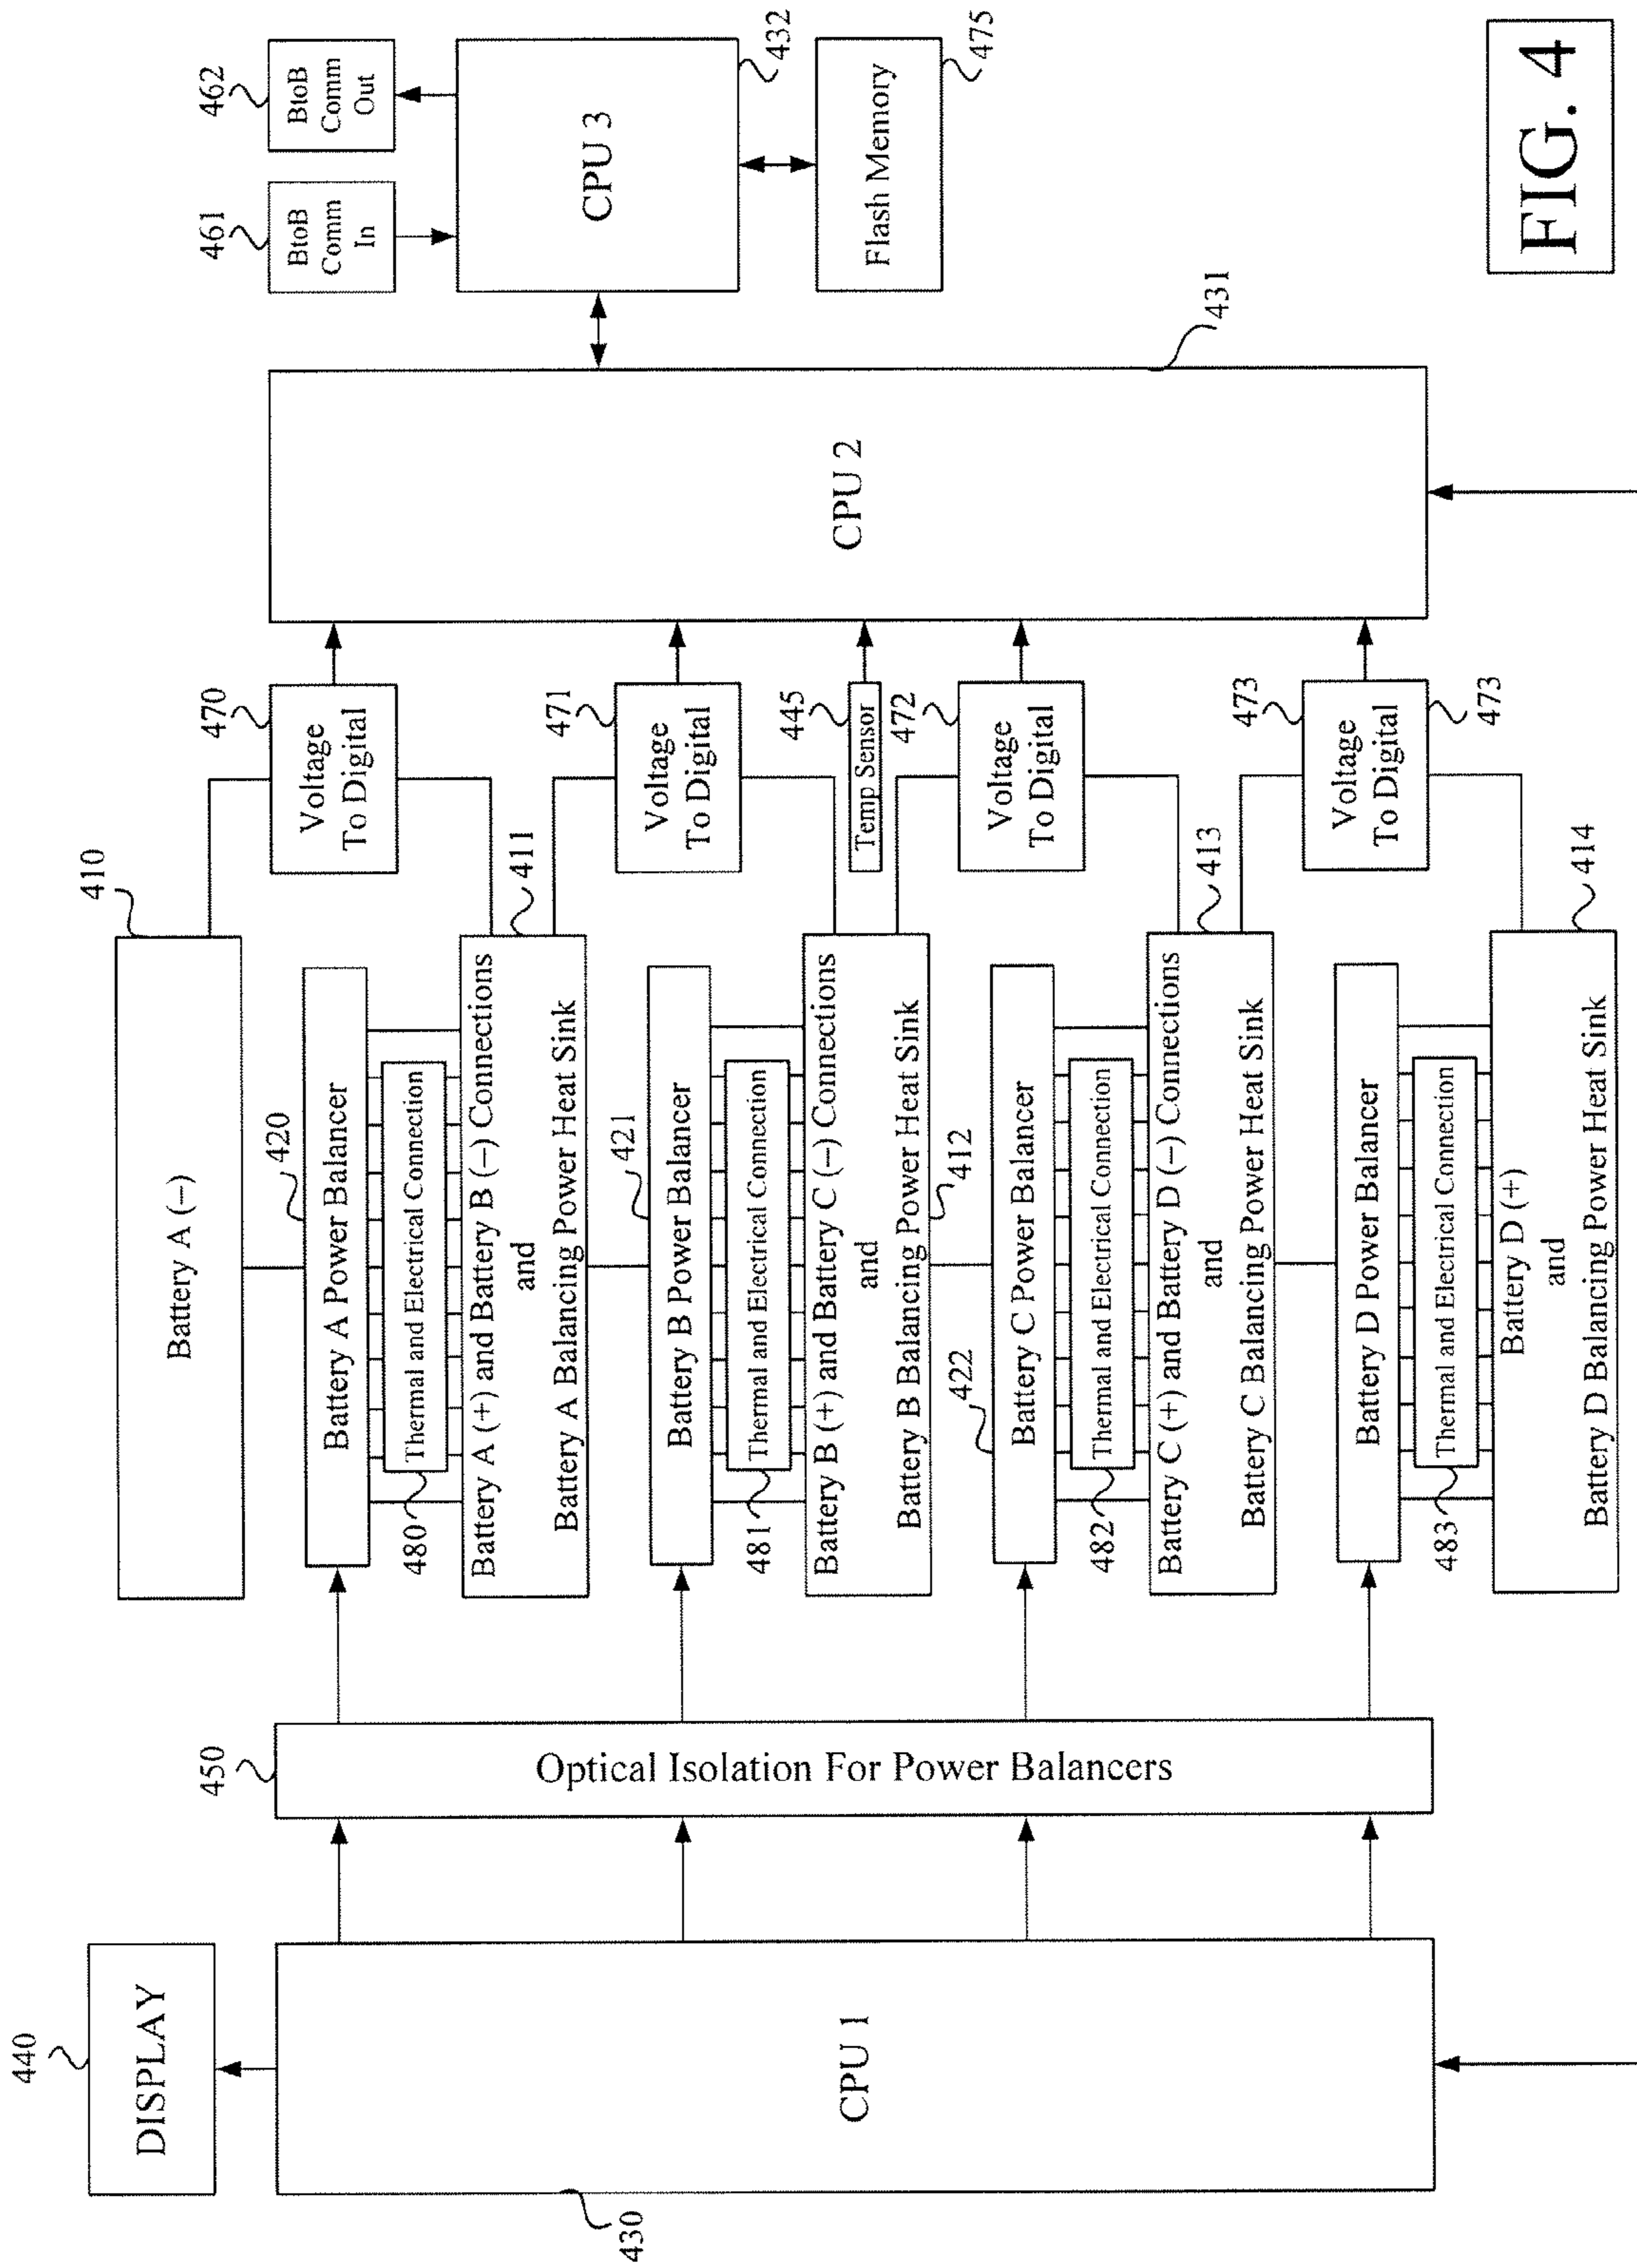 440
DISPLAY
CPU 1
430
450
Optical Isolation For Power Balancers
410
Battery A (−)
420
Battery A Power Balancer
480
Thermal and Electrical Connection
Battery A (+) and Battery B (−) Connections
and
Battery A Balancing Power Heat Sink
411
421
Battery B Power Balancer
481
Thermal and Electrical Connection
Battery B (+) and Battery C (−) Connections
and
Battery B Balancing Power Heat Sink
412
422
Battery C Power Balancer
482
Thermal and Electrical Connection
Battery C (+) and Battery D (−) Connections
and
Battery C Balancing Power Heat Sink
413
Battery D Power Balancer
483
Thermal and Electrical Connection
Battery D (+)
and
Battery D Balancing Power Heat Sink
414
470
Voltage
To Digital
471
Voltage
To Digital
445
Temp Sensor
472
Voltage
To Digital
473
Voltage
To Digital
473
CPU 2
431
461
BtoB
Comm
In
462
BtoB
Comm
Out
CPU 3
432
Flash Memory
475
FIG. 4